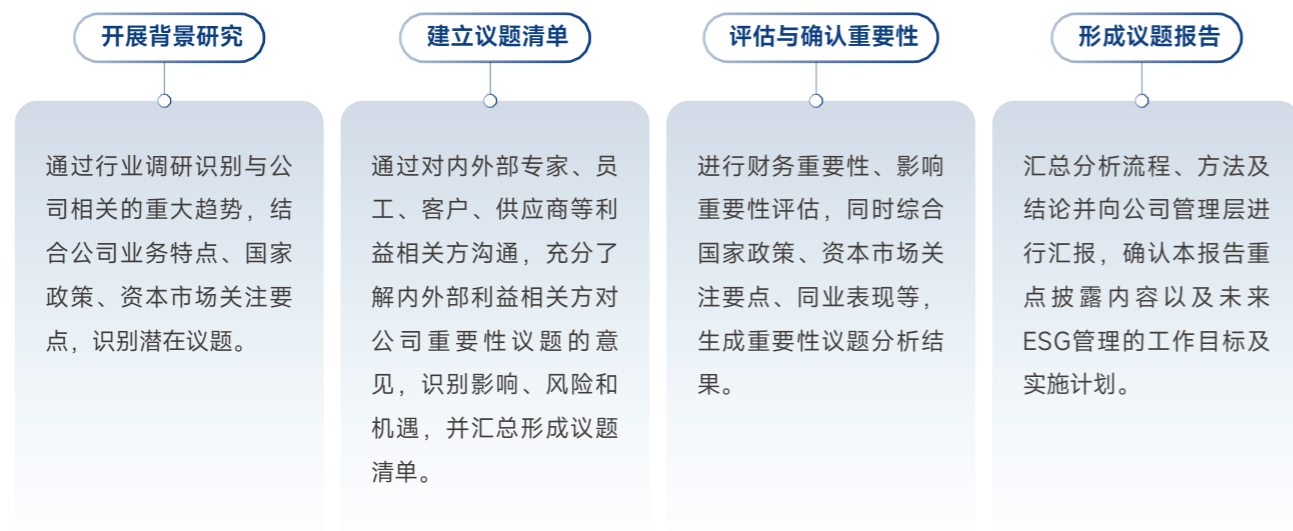 开展背景研究
通过行业调研识别与公
司相关的重大趋势，结
合公司业务特点、国家
政策、资本市场关注要
点，识别潜在议题。
建立议题清单
通过对内外部专家、员
工、客户、供应商等利
益相关方沟通，充分了
解内外部利益相关方对
公司重要性议题的意
见，识别影响、风险和
机遇，并汇总形成议题
清单。
评估与确认重要性
进行财务重要性、影响
重要性评估，同时综合
国家政策、资本市场关
注要点、同业表现等，
生成重要性议题分析结
果。
形成议题报告
汇总分析流程、方法及
结论并向公司管理层进
行汇报，确认本报告重
点披露内容以及未来
ESG管理的工作目标及
实施计划。